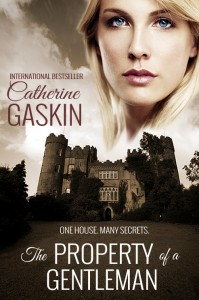 INTERNATIONAL BESTSELLER
Catherine
GASKIN
ONE HOUSE. MANY SECRETS.
The PROPERTY of a
GENTLEMAN